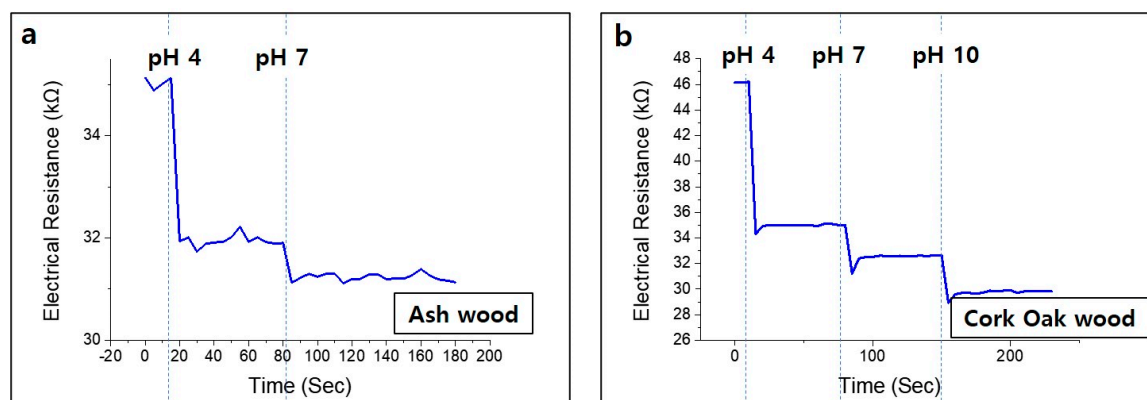 a
pH 4 pH 7
Electrical Resistance (kΩ)
34
32
30
-20 0 20 40 60 80 100 120 140 160 180 200
Time (Sec)
Ash wood
b
pH 4 pH 7 pH 10
Electrical Resistance (kΩ)
48
46
44
42
40
38
36
34
32
30
28
26
0 100 200
Time (Sec)
Cork Oak wood